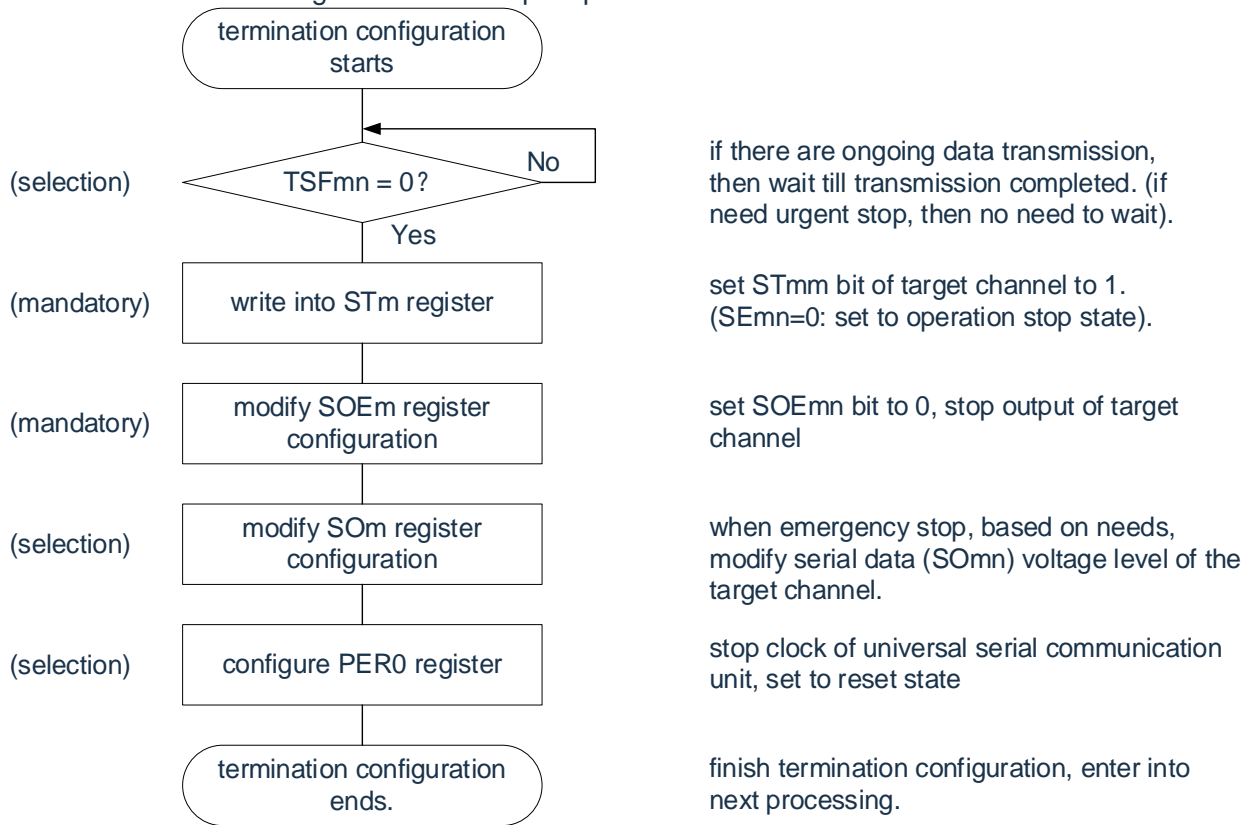 termination configuration
starts
(selection)
TSFmn = 0?
No
Yes
if there are ongoing data transmission,
then wait till transmission completed. (if
need urgent stop, then no need to wait).
(mandatory)
write into STm register
set STmm bit of target channel to 1.
(SEmn=0: set to operation stop state).
(mandatory)
modify SOEm register
configuration
set SOEmn bit to 0, stop output of target
channel
(selection)
modify SOm register
configuration
when emergency stop, based on needs,
modify serial data (SOmn) voltage level of the
target channel.
(selection)
configure PER0 register
stop clock of universal serial communication
unit, set to reset state
termination configuration
ends.
finish termination configuration, enter into
next processing.